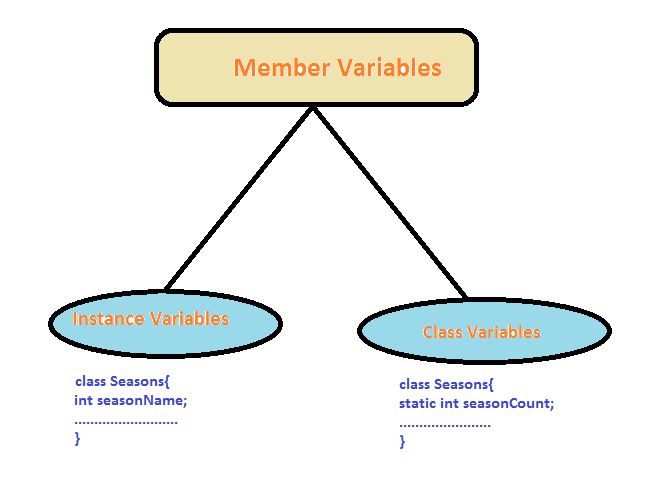 Member Variables
Instance Variables
Class Variables
class Seasons{
int seasonName;
..........................
}
class Seasons{
static int seasonCount;
.......................
}